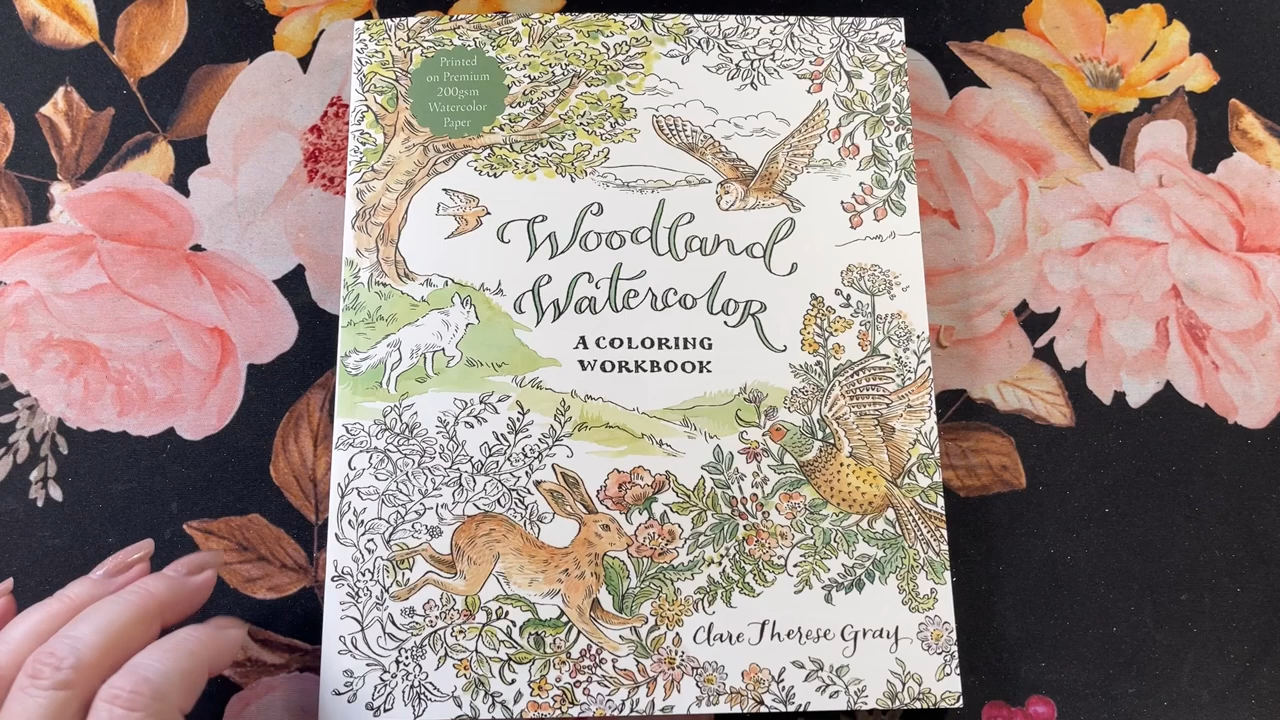 Printed
on Premium
200gsm
Watercolor
Paper
Woodland
Watercolor
A COLORING
WORKBOOK
Clare Therese Gray